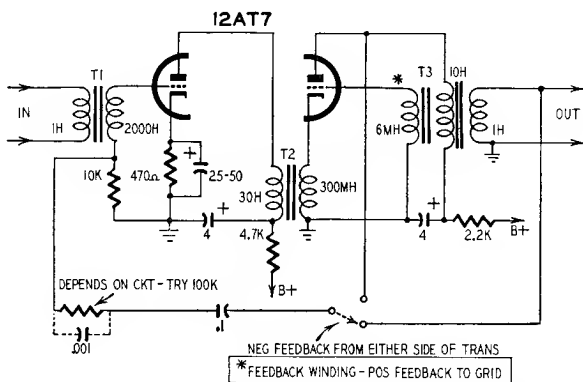 12AT7
T1
IN
1H
2000H
10K
470Ω
+
25-50
+
4
T2
30H
300MH
4.7K
B+
*
T3
10H
6MH
1H
OUT
+
4
2.2K
B+
DEPENDS ON CKT-TRY 100K
.001
.1
NEG FEEDBACK FROM EITHER SIDE OF TRANS
*FEEDBACK WINDING-POS FEEDBACK TO GRID